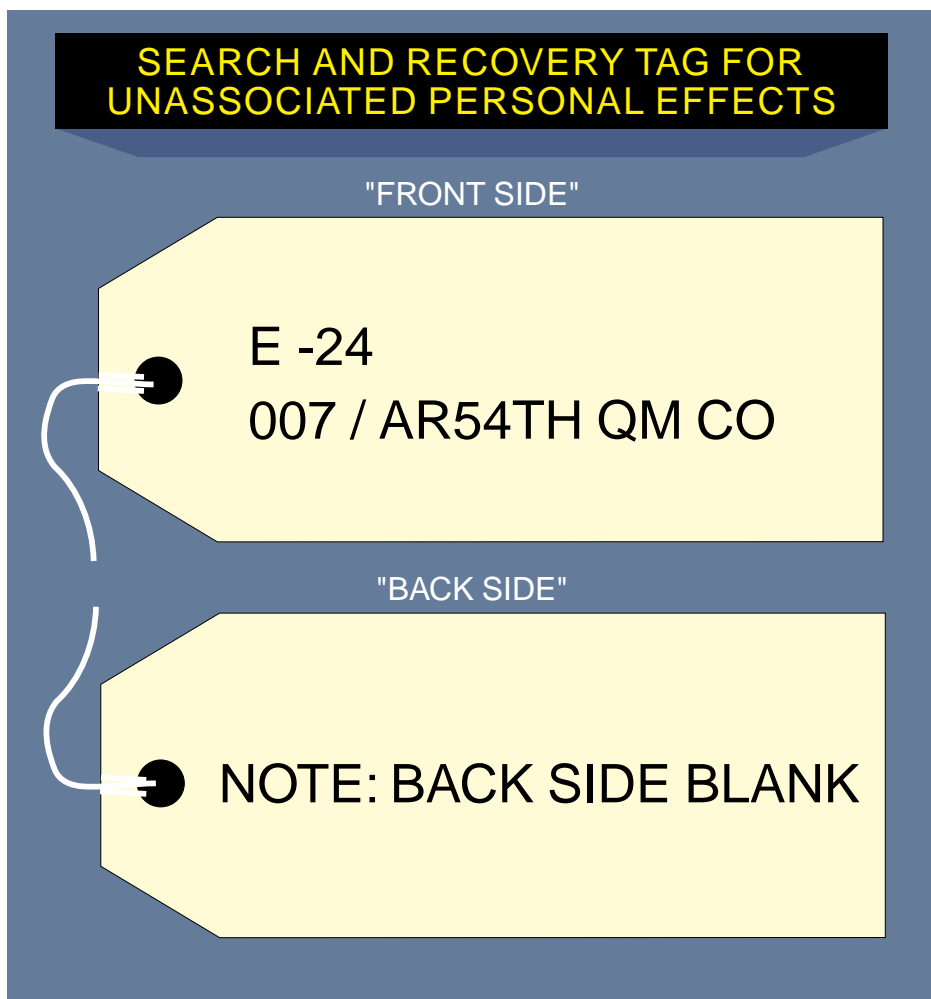 SEARCH AND RECOVERY TAG FOR
UNASSOCIATED PERSONAL EFFECTS
"FRONT SIDE"
E -24
007 / AR54TH QM CO
"BACK SIDE"
NOTE: BACK SIDE BLANK